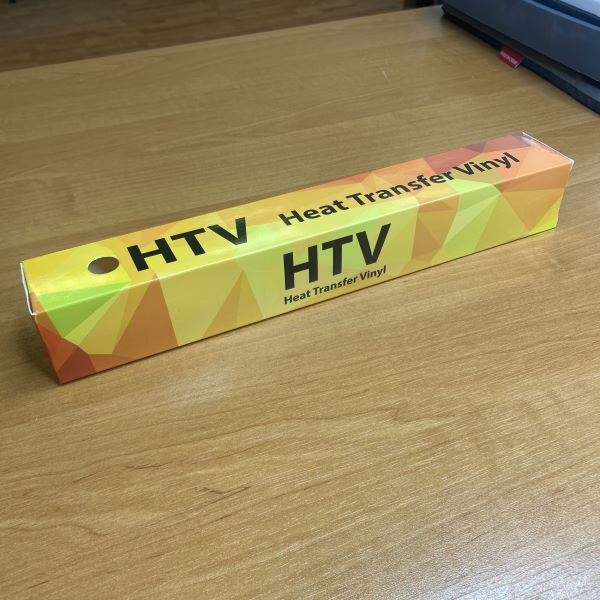 HTV Heat Transfer Vinyl
HTV
Heat Transfer Vinyl